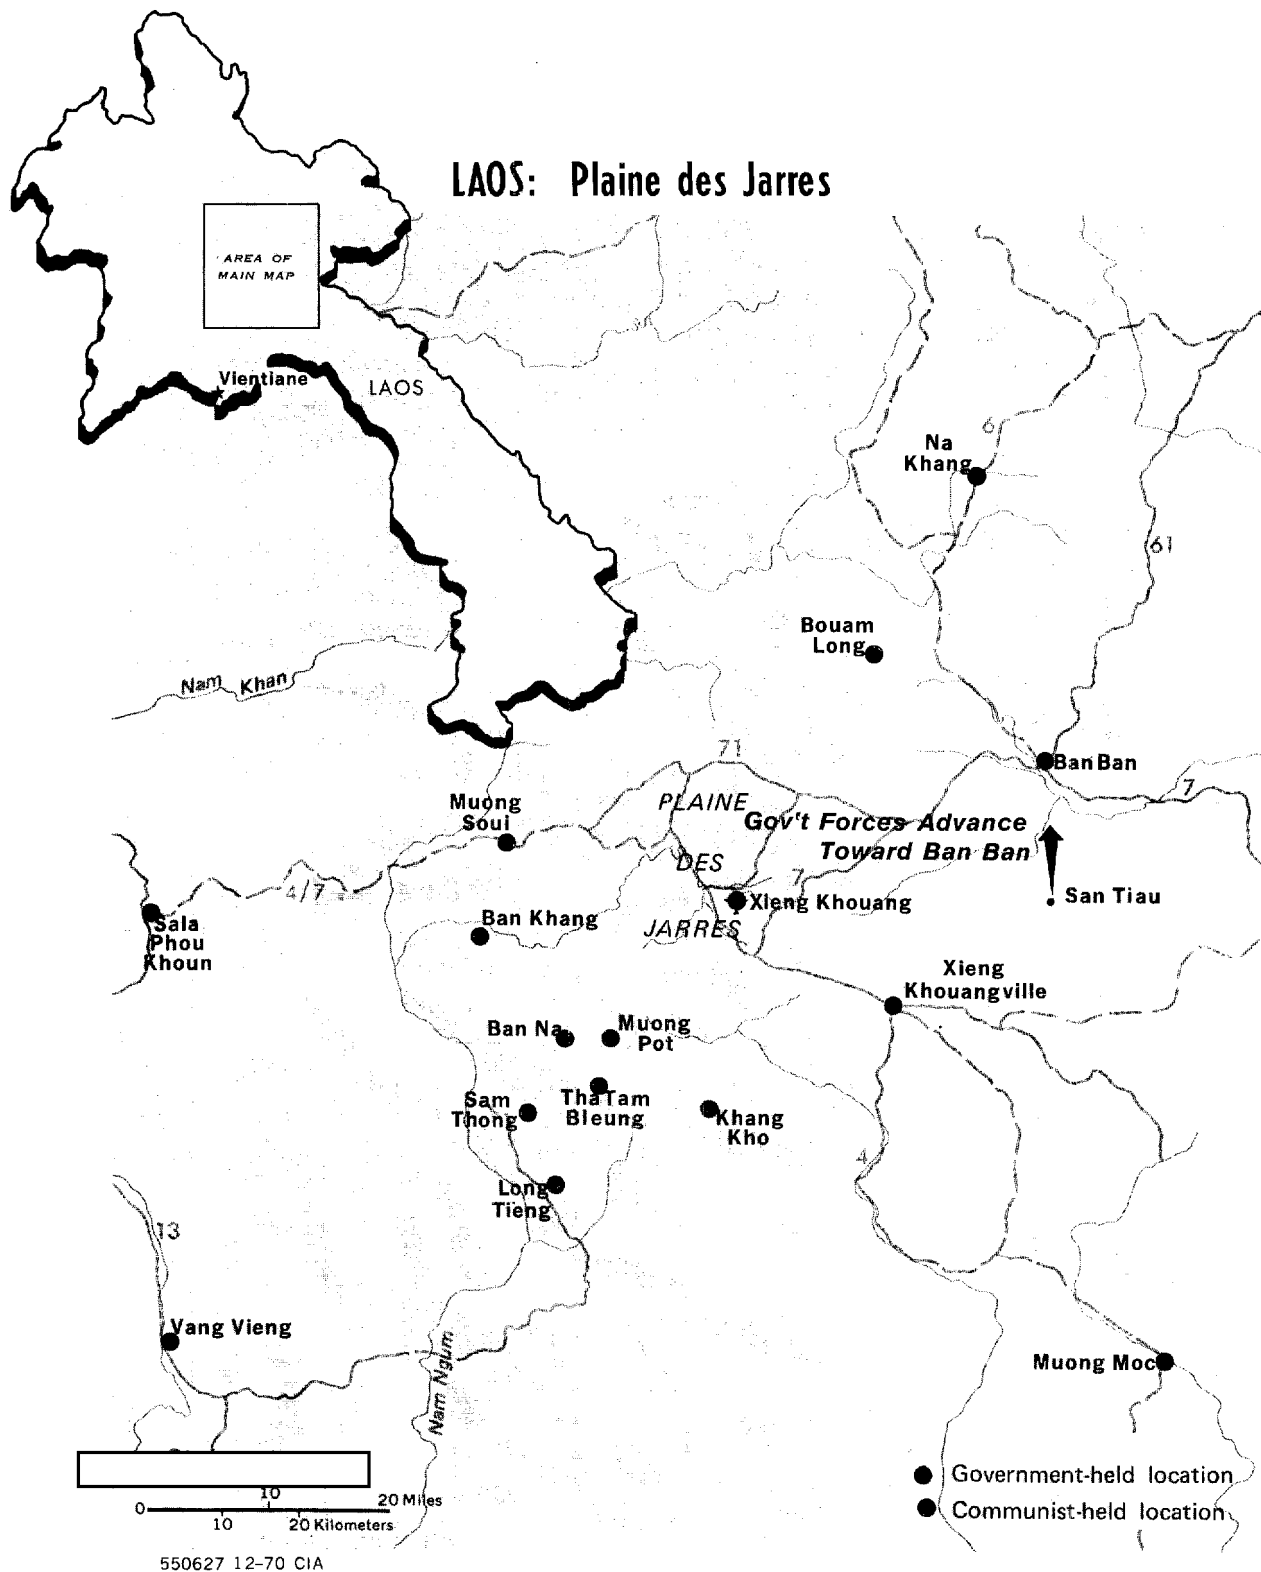 LAOS: Plaine des Jarres
AREA OF
MAIN MAP
Vientiane
LAOS
6
Na
Khang
61
Bouam
Long
Nam Khan
71
Ban Ban
7
Muong
Soui
PLAINE
Gov't Forces Advance
Toward Ban Ban
DES
7
4/7
San Tiau
Xieng Khouang
Sala
Phou
Khoun
Ban Khang
JARRES
Xieng
Khouangville
Ban Na
Muong
Pot
Sam
Thong
Tha Tam
Bleung
Khang
Kho
4
Long
Tieng
13
Vang Vieng
Nam Ngum
Muong Moc
Government-held location
Communist-held location
0 10 20 Miles
10 20 Kilometers
550627 12-70 CIA